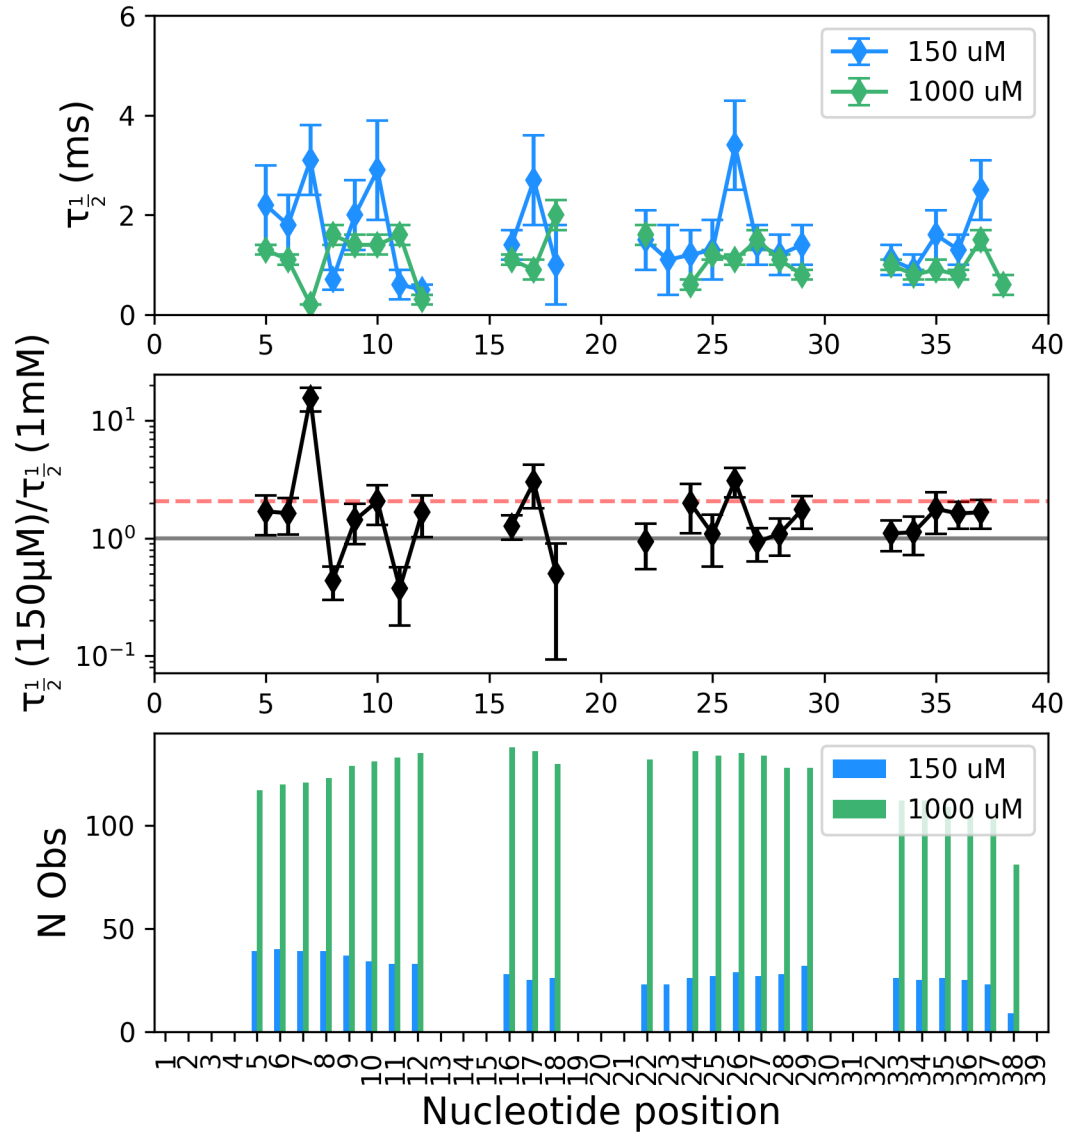 6
4
2
0
τ½ (ms)
150 uM
1000 uM
0 5 10 15 20 25 30 35 40
10¹
10⁰
10⁻¹
τ½ (150μM)/τ½ (1mM)
0 5 10 15 20 25 30 35 40
100
50
0
N Obs
150 uM
1000 uM
1 2 3 4 5 6 7 8 9 10 11 12 13 14 15 16 17 18 19 20 21 22 23 24 25 26 27 28 29 30 31 32 33 34 35 36 37 38 39
Nucleotide position